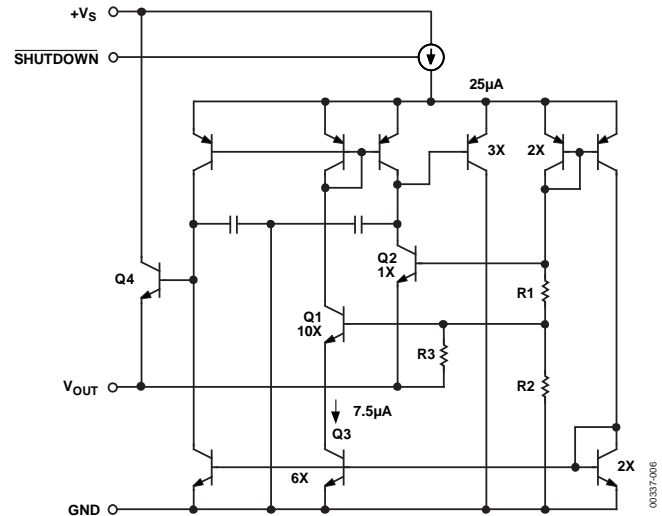 +VS
SHUTDOWN
25µA
3X
2X
Q2
1X
Q4
R1
Q1
10X
R3
VOUT
R2
7.5µA
Q3
6X
2X
GND
00337-006